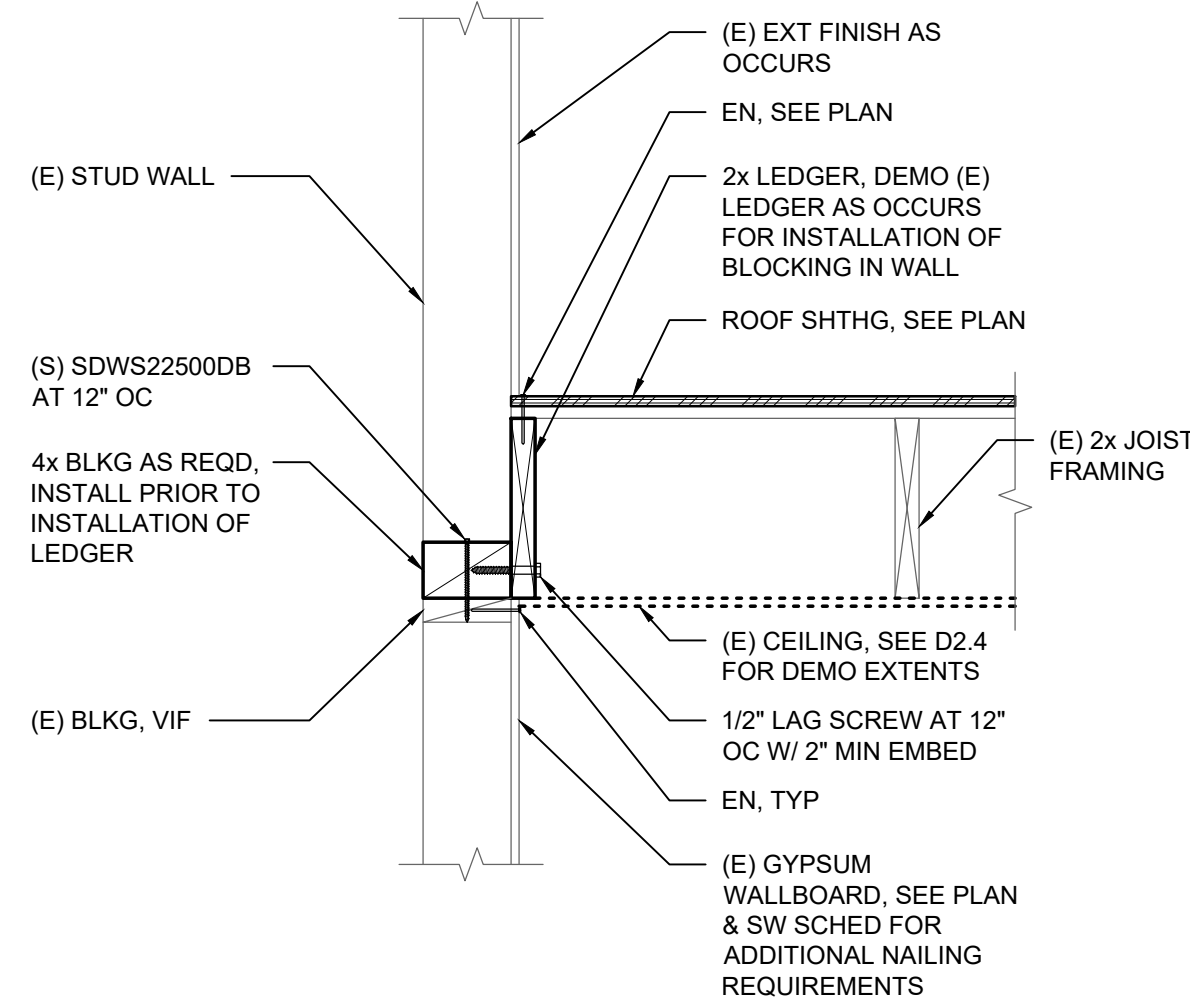 (E) EXT FINISH AS
OCCURS
EN, SEE PLAN
(E) STUD WALL
2x LEDGER, DEMO (E)
LEDGER AS OCCURS
FOR INSTALLATION OF
BLOCKING IN WALL
ROOF SHTHG, SEE PLAN
(S) SDWS22500DB
AT 12" OC
(E) 2x JOIST
FRAMING
4x BLKG AS REQD,
INSTALL PRIOR TO
INSTALLATION OF
LEDGER
(E) CEILING, SEE D2.4
FOR DEMO EXTENTS
(E) BLKG, VIF
1/2" LAG SCREW AT 12"
OC W/ 2" MIN EMBED
EN, TYP
(E) GYPSUM
WALLBOARD, SEE PLAN
& SW SCHED FOR
ADDITIONAL NAILING
REQUIREMENTS